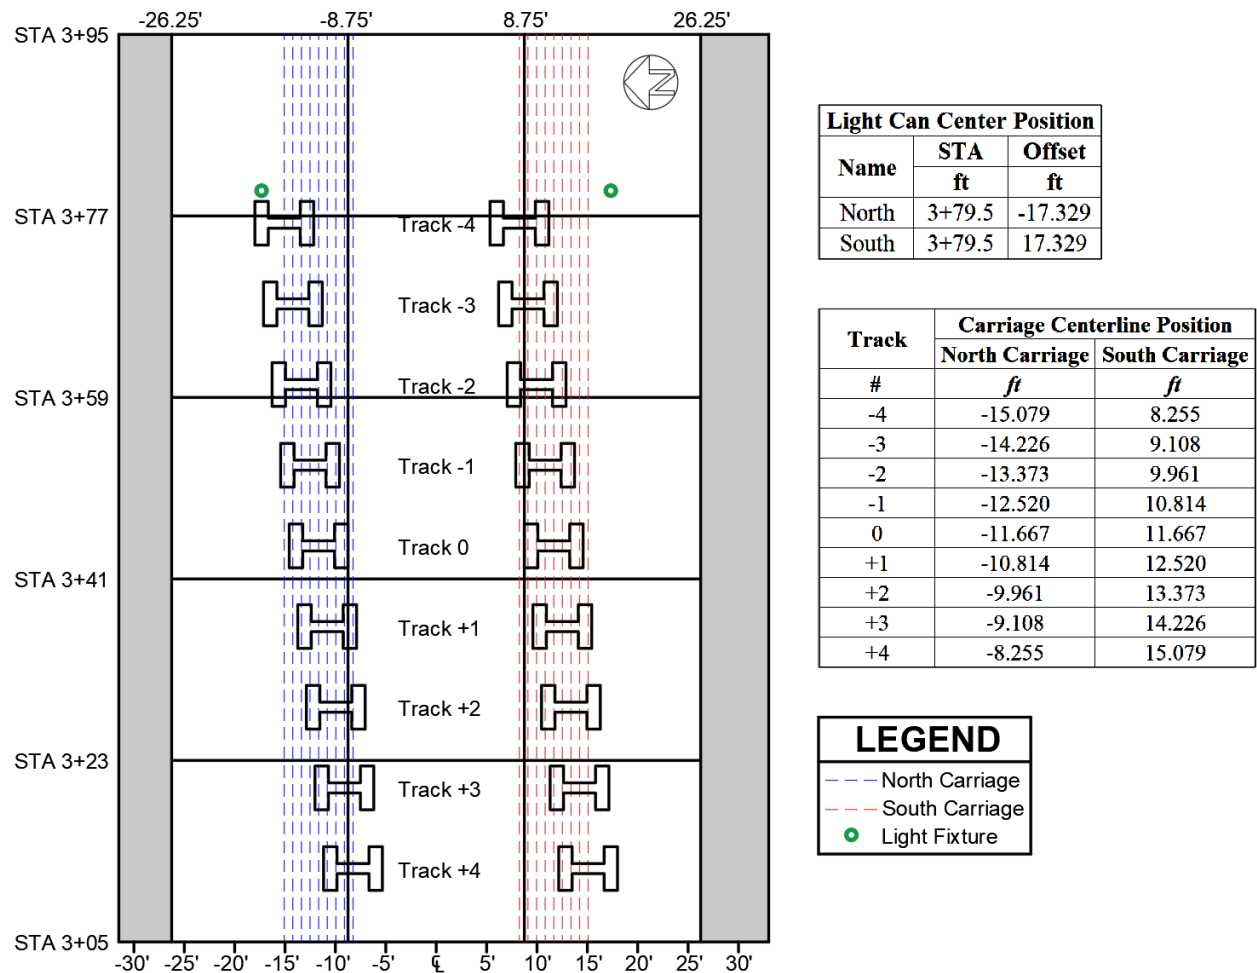 -26.25' -8.75' 8.75' 26.25'
STA 3+95
N
STA 3+77
Track -4
Track -3
Track -2
STA 3+59
Track -1
Track 0
STA 3+41
Track +1
Track +2
STA 3+23
Track +3
Track +4
STA 3+05
-30' -25' -20' -15' -10' -5' ℄ 5' 10' 15' 20' 25' 30'
Light Can Center Position
Name STA Offset
ft ft
North 3+79.5 -17.329
South 3+79.5 17.329
Track Carriage Centerline Position
North Carriage South Carriage
# ft ft
-4 -15.079 8.255
-3 -14.226 9.108
-2 -13.373 9.961
-1 -12.520 10.814
0 -11.667 11.667
+1 -10.814 12.520
+2 -9.961 13.373
+3 -9.108 14.226
+4 -8.255 15.079
LEGEND
North Carriage
South Carriage
Light Fixture